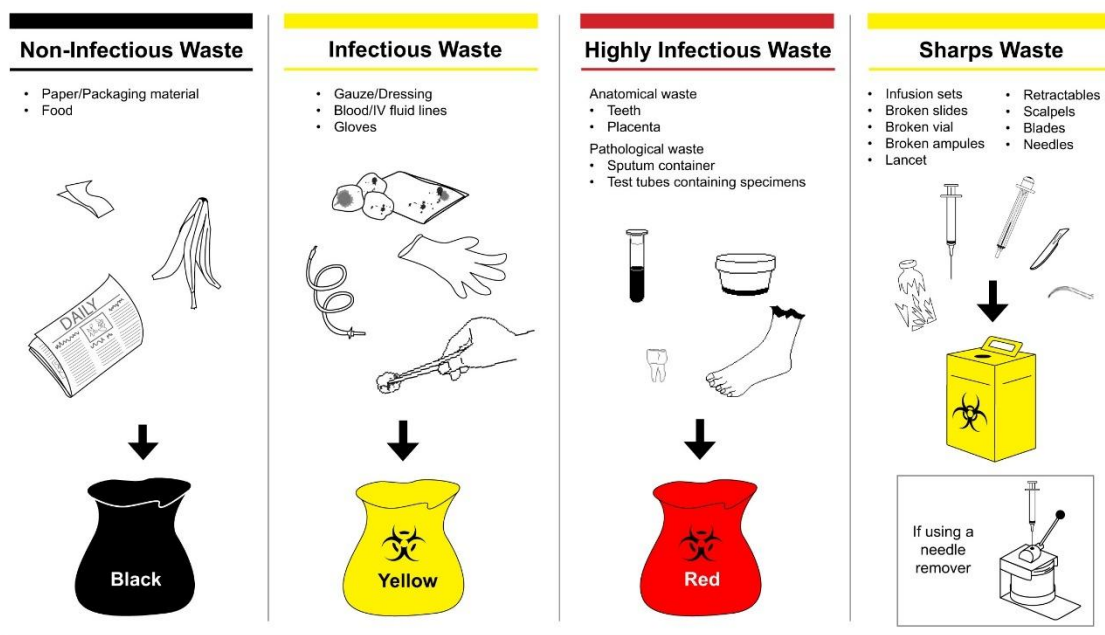 Non-Infectious Waste
• Paper/Packaging material
• Food
DAILY
Black
Infectious Waste
• Gauze/Dressing
• Blood/IV fluid lines
• Gloves
Yellow
Highly Infectious Waste
Anatomical waste
• Teeth
• Placenta
Pathological waste
• Sputum container
• Test tubes containing specimens
Red
Sharps Waste
• Infusion sets
• Broken slides
• Broken vial
• Broken ampules
• Lancet
• Retractables
• Scalpels
• Blades
• Needles
If using a
needle
remover